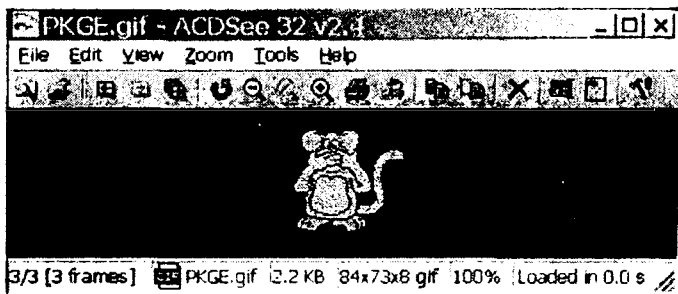 PKGE.gif - ACDSee 32 v2.4
File Edit View Zoom Tools Help
3/3 [3 frames] PKGE.gif 2.2 KB 84x73x8 gif 100% Loaded in 0.0 s